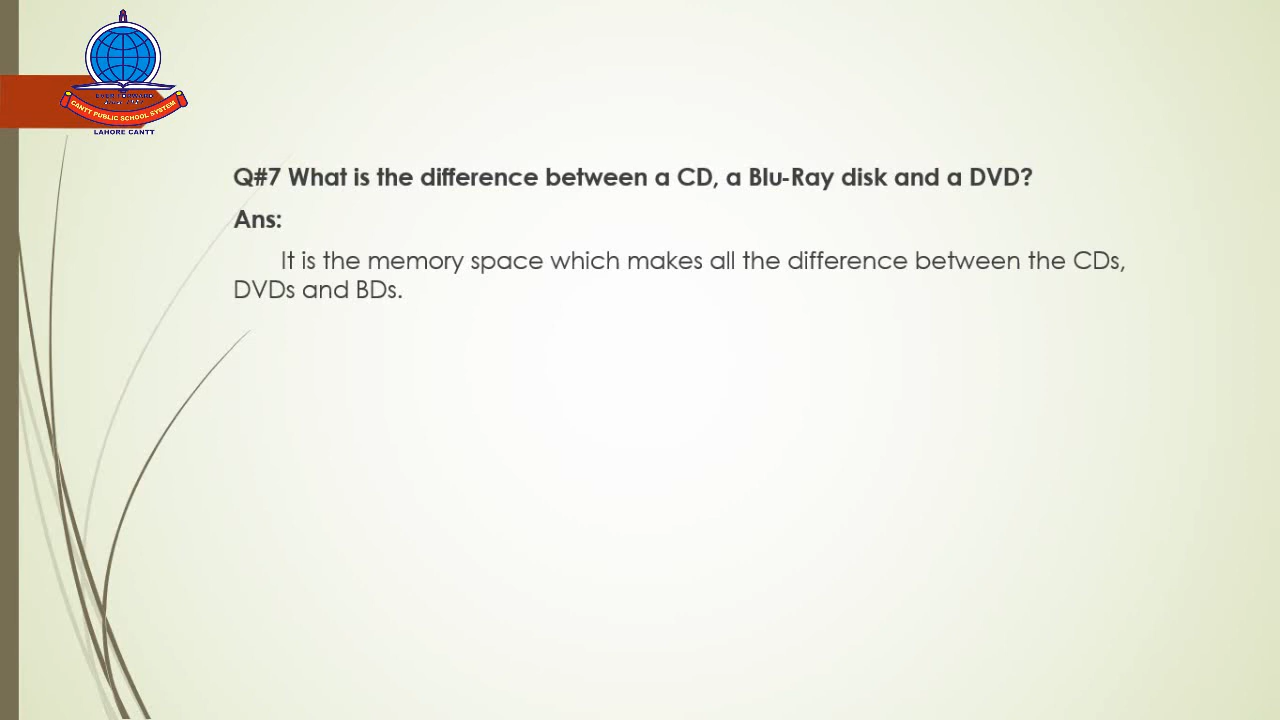 CANTT PUBLIC SCHOOL SYSTEM
LAHORE CANTT
Q#7 What is the difference between a CD, a Blu-Ray disk and a DVD?
Ans:
It is the memory space which makes all the difference between the CDs,
DVDs and BDs.